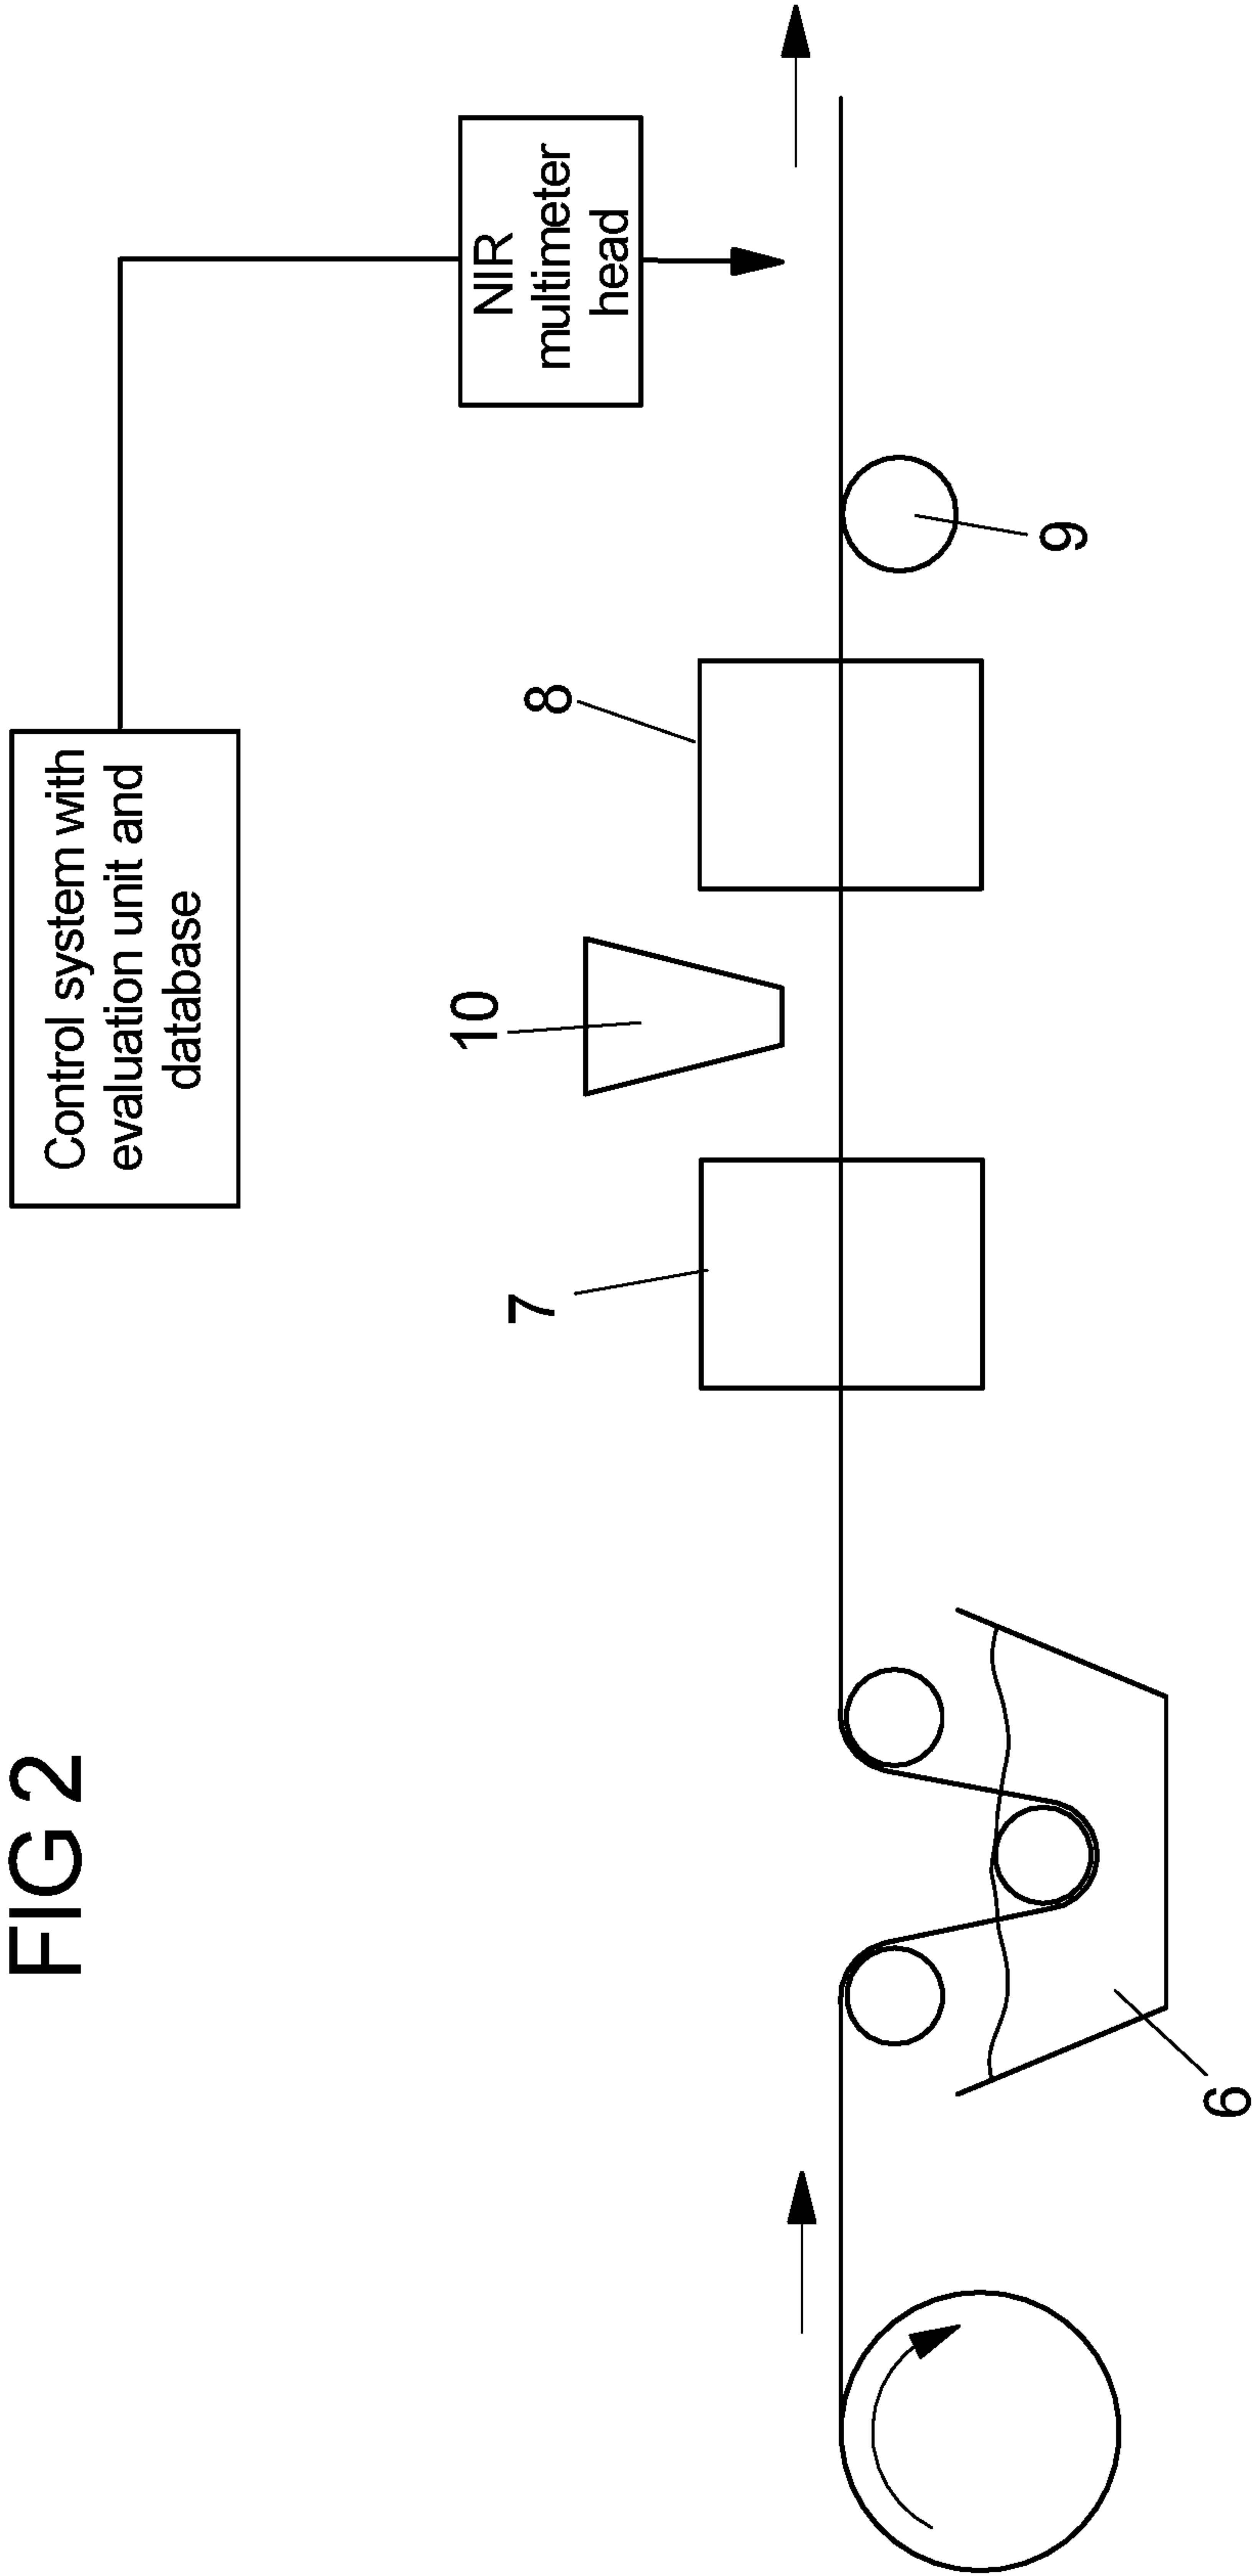 FIG 2
Control system with
evaluation unit and
database
NIR
multimeter
head
10
8
7
9
6